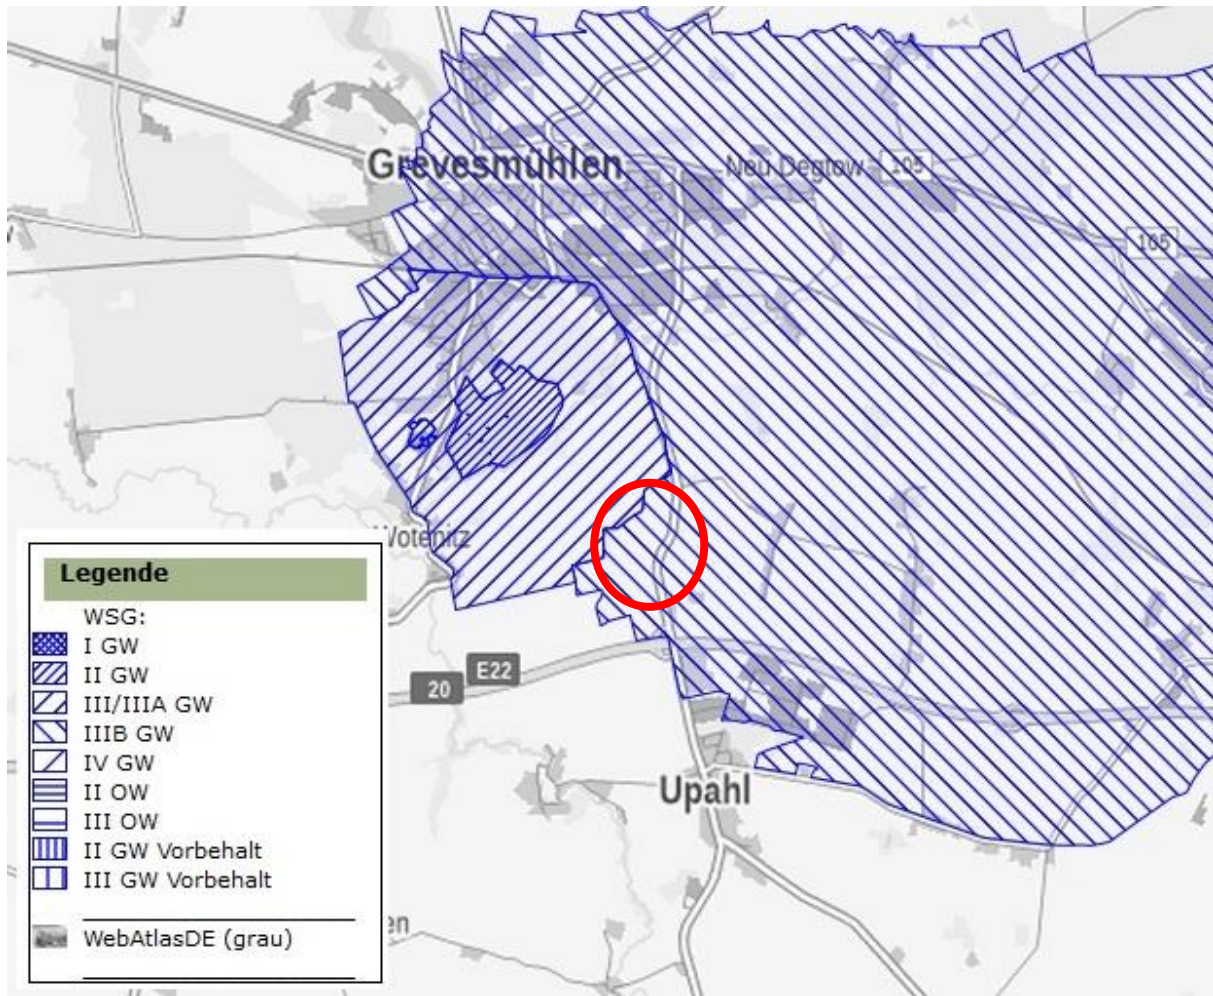 Grevesmühlen
Neu Degtow
105
105
Wotenitz
E22
20
Upahl
en
Legende
WSG:
I GW
II GW
III/IIIA GW
IIIB GW
IV GW
II OW
III OW
II GW Vorbehalt
III GW Vorbehalt
WebAtlasDE (grau)